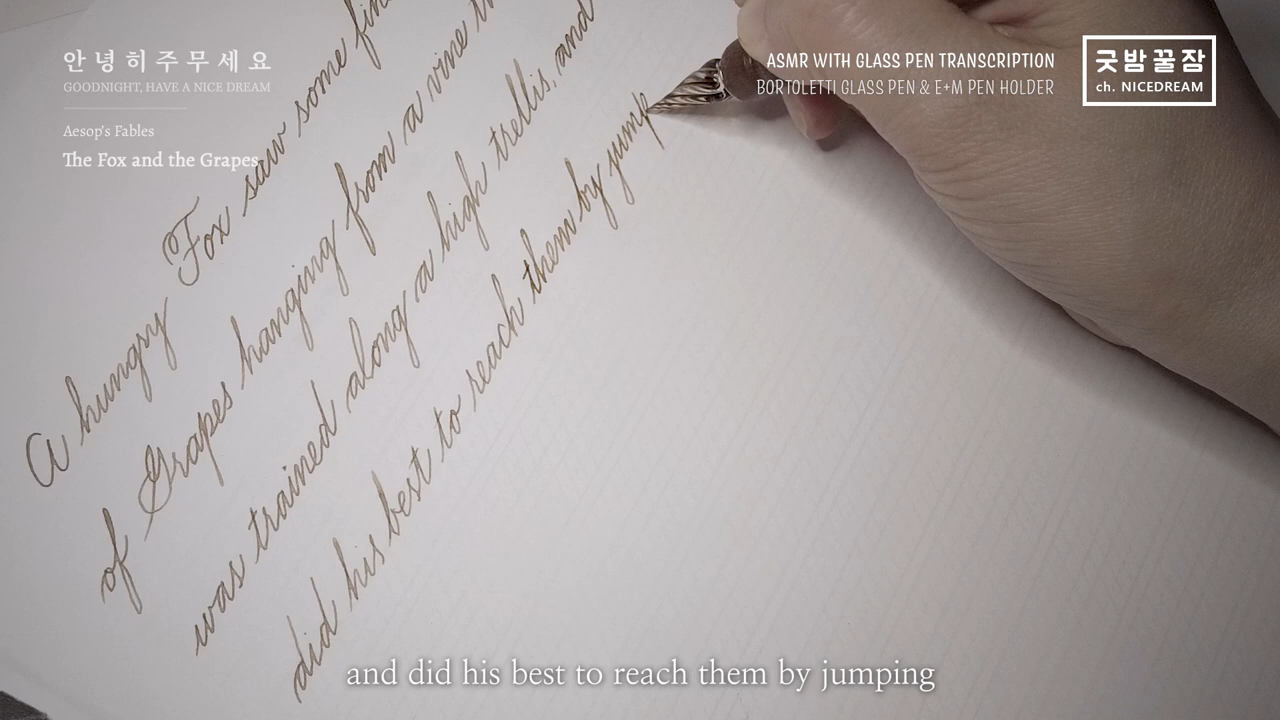 안녕히주무세요
GOODNIGHT, HAVE A NICE DREAM
Aesop's Fables
The Fox and the Grapes
ASMR WITH GLASS PEN TRANSCRIPTION
BORTOLETTI GLASS PEN & E+M PEN HOLDER
굿밤꿀잠
ch. NICEDREAM
A hungry Fox saw some fin
of Grapes hanging from a vine th
was trained along a high trellis, and
did his best to reach them by jump
and did his best to reach them by jumping